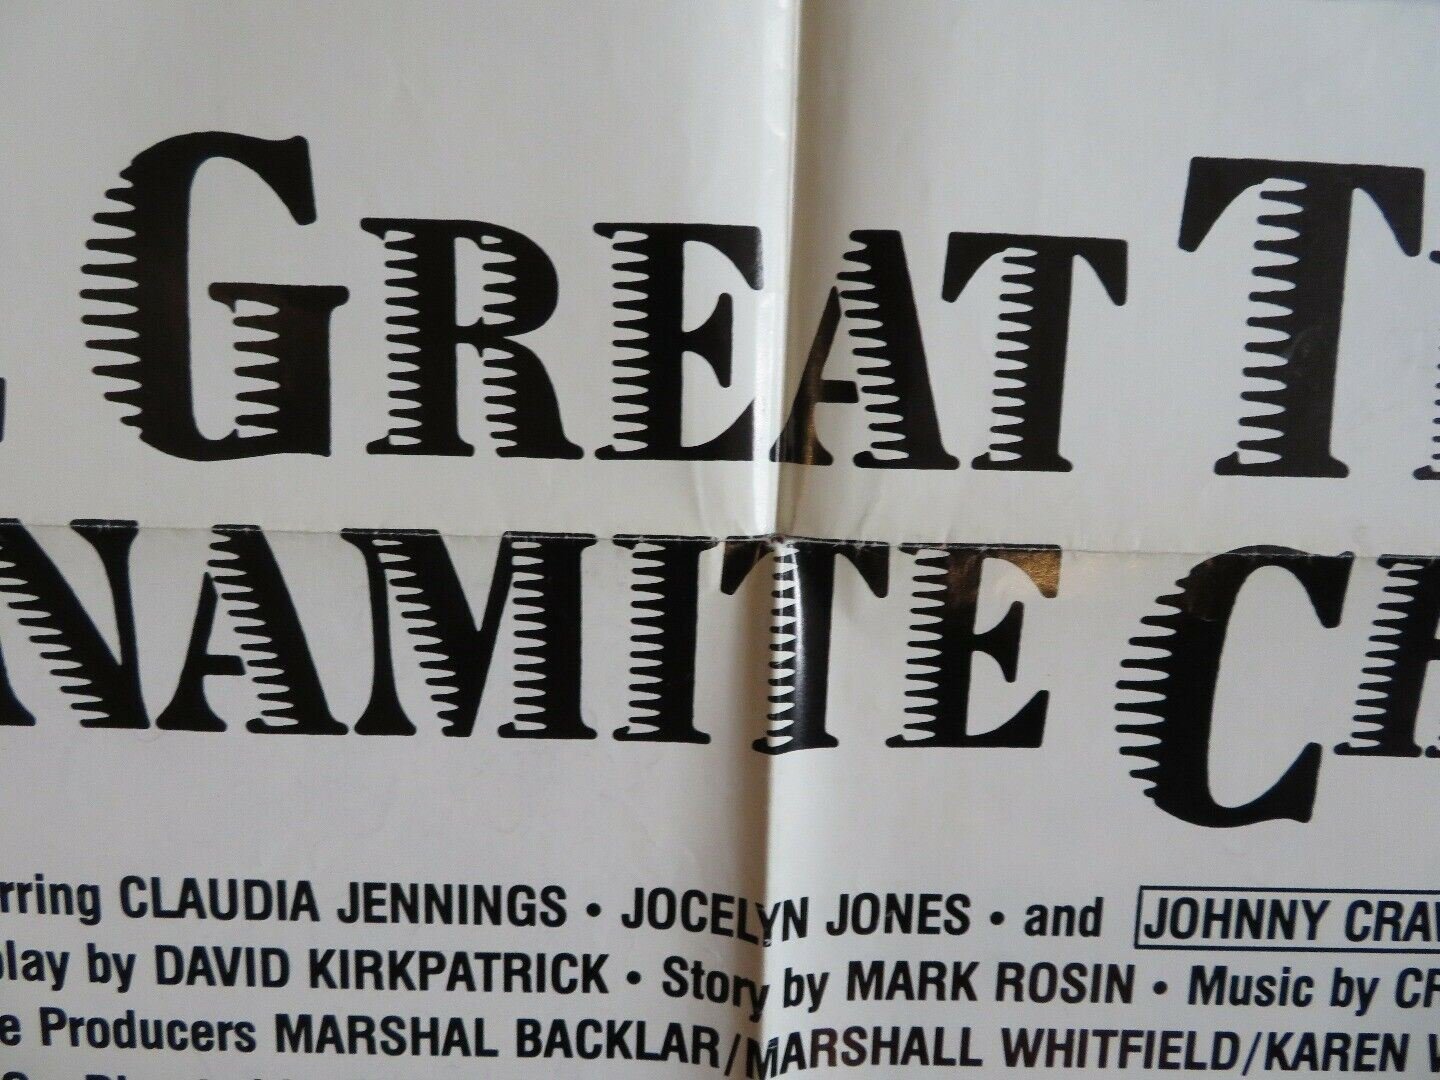 GREAT T
NAMITE CH
rring CLAUDIA JENNINGS • JOCELYN JONES • and JOHNNY CRAW
play by DAVID KIRKPATRICK • Story by MARK ROSIN • Music by CR
e Producers MARSHAL BACKLAR/MARSHALL WHITFIELD/KAREN W